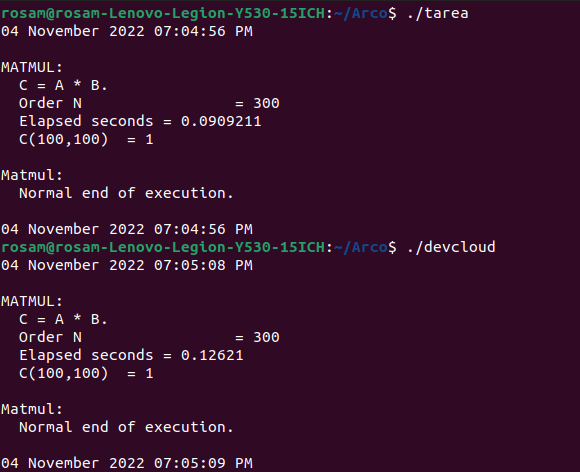 rosam@rosam-Lenovo-Legion-Y530-15ICH:~/Arco$ ./tarea
04 November 2022 07:04:56 PM
MATMUL:
C = A * B.
Order N                  = 300
Elapsed seconds = 0.0909211
C(100,100)  = 1
Matmul:
Normal end of execution.
04 November 2022 07:04:56 PM
rosam@rosam-Lenovo-Legion-Y530-15ICH:~/Arco$ ./devcloud
04 November 2022 07:05:08 PM
MATMUL:
C = A * B.
Order N                  = 300
Elapsed seconds = 0.12621
C(100,100)  = 1
Matmul:
Normal end of execution.
04 November 2022 07:05:09 PM